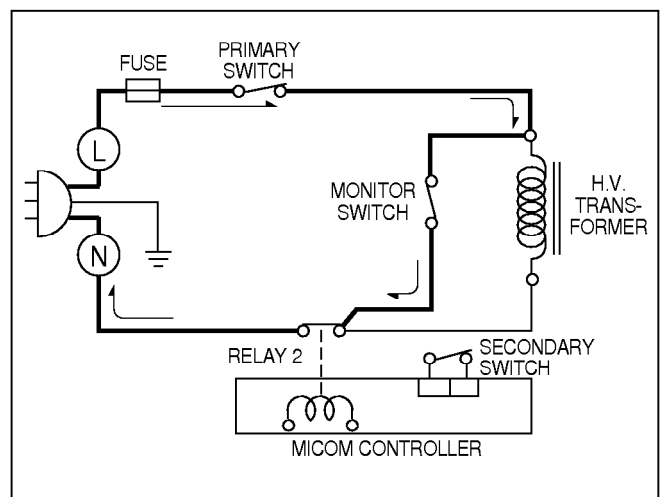 FUSE
PRIMARY
SWITCH
L
MONITOR
SWITCH
H.V.
TRANS-
FORMER
N
RELAY 2
SECONDARY
SWITCH
MICOM CONTROLLER